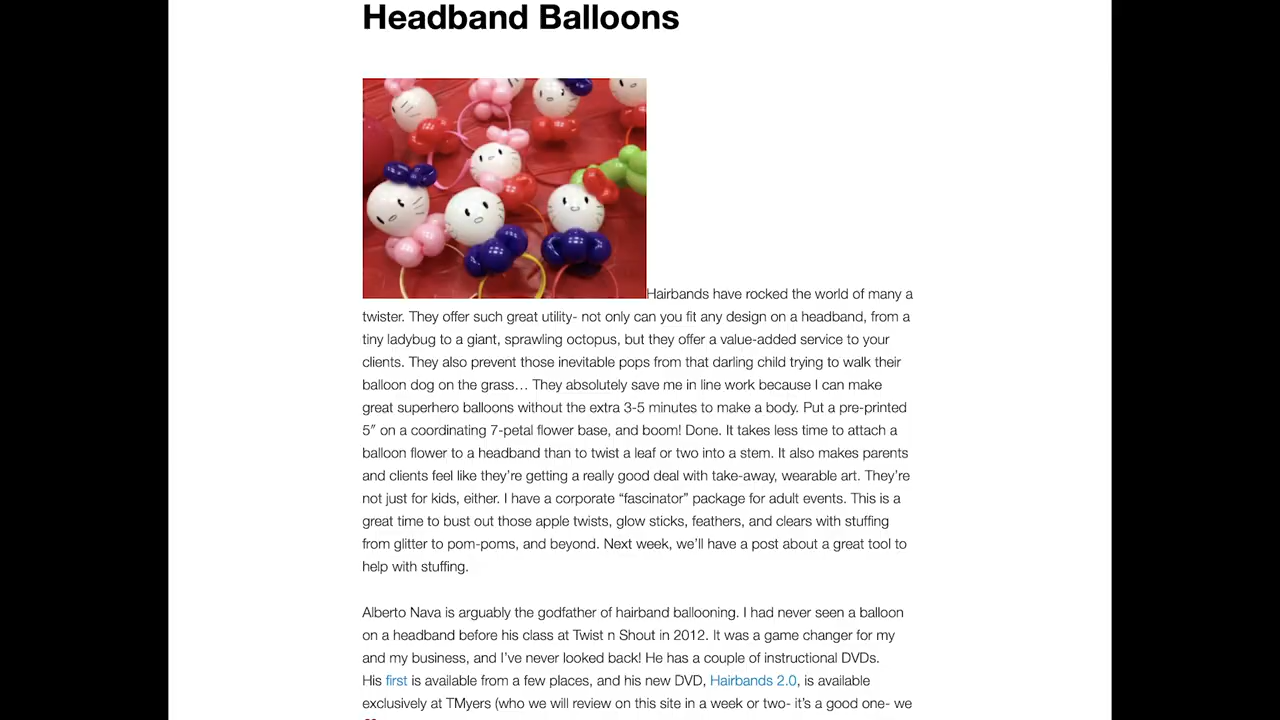 Headband Balloons
Hairbands have rocked the world of many a
twister. They offer such great utility- not only can you fit any design on a headband, from a
tiny ladybug to a giant, sprawling octopus, but they offer a value-added service to your
clients. They also prevent those inevitable pops from that darling child trying to walk their
balloon dog on the grass… They absolutely save me in line work because I can make
great superhero balloons without the extra 3-5 minutes to make a body. Put a pre-printed
5″ on a coordinating 7-petal flower base, and boom! Done. It takes less time to attach a
balloon flower to a headband than to twist a leaf or two into a stem. It also makes parents
and clients feel like they’re getting a really good deal with take-away, wearable art. They’re
not just for kids, either. I have a corporate “fascinator” package for adult events. This is a
great time to bust out those apple twists, glow sticks, feathers, and clears with stuffing
from glitter to pom-poms, and beyond. Next week, we’ll have a post about a great tool to
help with stuffing.
Alberto Nava is arguably the godfather of hairband ballooning. I had never seen a balloon
on a headband before his class at Twist n Shout in 2012. It was a game changer for my
and my business, and I’ve never looked back! He has a couple of instructional DVDs.
His first is available from a few places, and his new DVD, Hairbands 2.0, is available
exclusively at TMyers (who we will review on this site in a week or two- it’s a good one- we